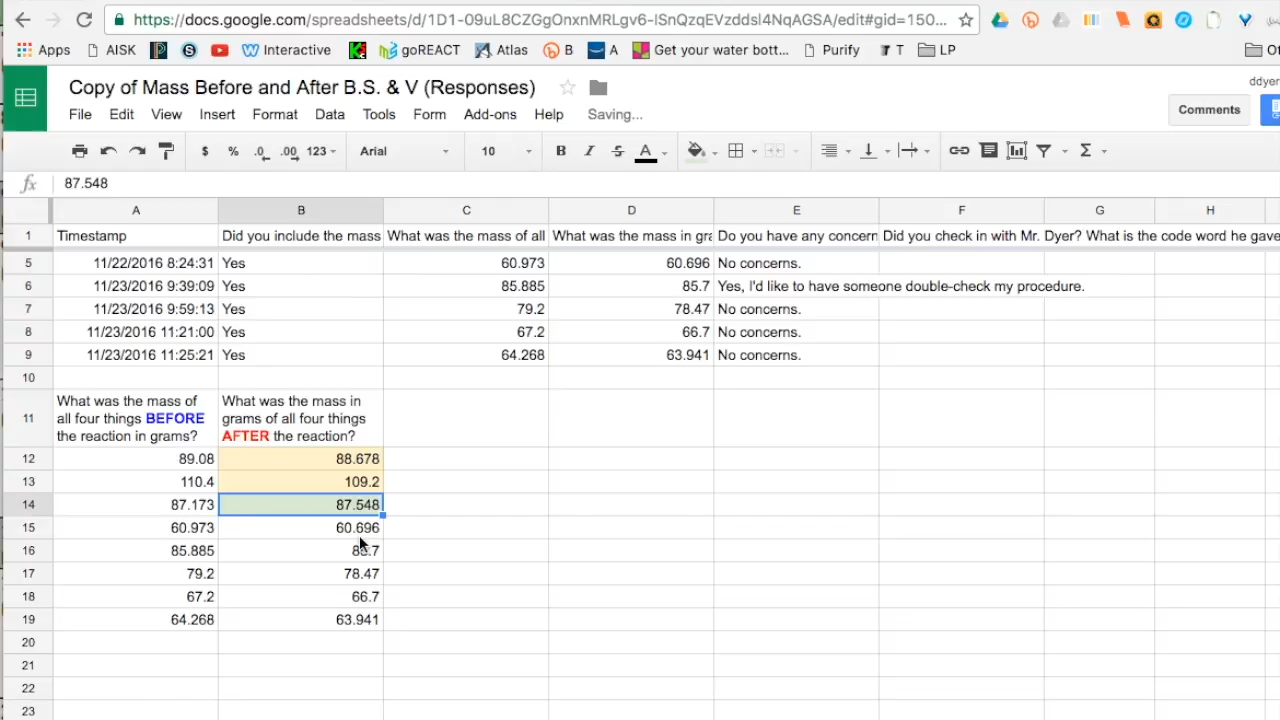 https://docs.google.com/spreadsheets/d/1D1-09uL8CZGgOnxnMRLgv6-lSnQzqEVzddsl4NqAGSA/edit#gid=150...
Apps AISK Interactive goREACT Atlas B A Get your water bott... Purify T LP
Copy of Mass Before and After B.S. & V (Responses)
ddyer
File Edit View Insert Format Data Tools Form Add-ons Help Saving...
Comments
$ % .0 .00 123 Arial 10 B I S A Σ
fx 87.548
A B C D E F G H
1 Timestamp Did you include the mass What was the mass of all What was the mass in gra Do you have any concern Did you check in with Mr. Dyer? What is the code word he gave
5 11/22/2016 8:24:31 Yes 60.973 60.696 No concerns.
6 11/23/2016 9:39:09 Yes 85.885 85.7 Yes, I'd like to have someone double-check my procedure.
7 11/23/2016 9:59:13 Yes 79.2 78.47 No concerns.
8 11/23/2016 11:21:00 Yes 67.2 66.7 No concerns.
9 11/23/2016 11:25:21 Yes 64.268 63.941 No concerns.
10
What was the mass of What was the mass in
11 all four things BEFORE grams of all four things
the reaction in grams? AFTER the reaction?
12 89.08 88.678
13 110.4 109.2
14 87.173 87.548
15 60.973 60.696
16 85.885 85.7
17 79.2 78.47
18 67.2 66.7
19 64.268 63.941
20
21
22
23